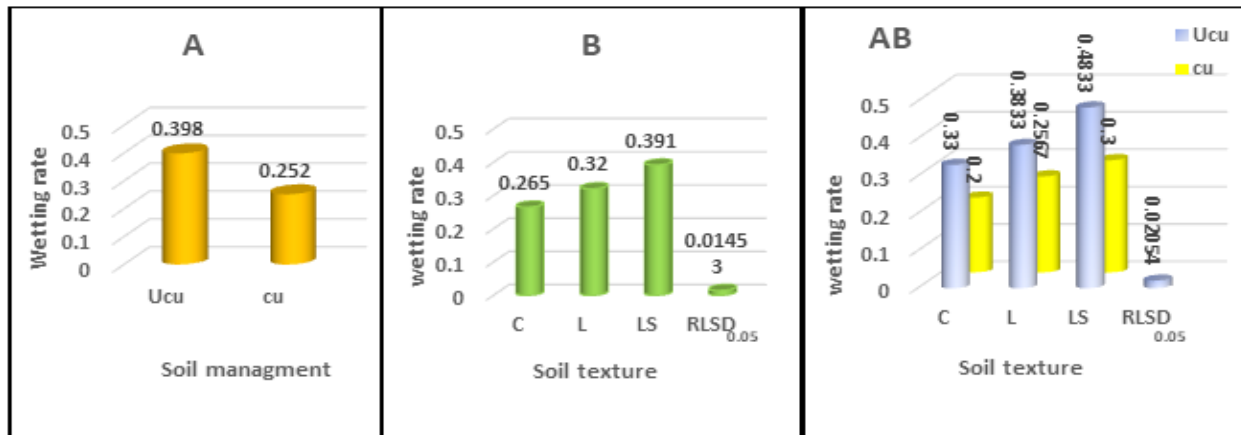 A
Wetting rate
0.5
0.4
0.3
0.2
0.1
0
0.398
0.252
Ucu
cu
Soil managment
B
wetting rate
0.5
0.4
0.3
0.2
0.1
0
0.265
0.32
0.391
0.0145
3
C
L
LS
RLSD0.05
Soil texture
AB
Ucu
cu
wetting rate
0.5
0.4
0.3
0.2
0.1
0
0.33
0.2
0.3833
0.2567
0.4833
0.3
0.02054
C
L
LS
RLSD0.05
Soil texture